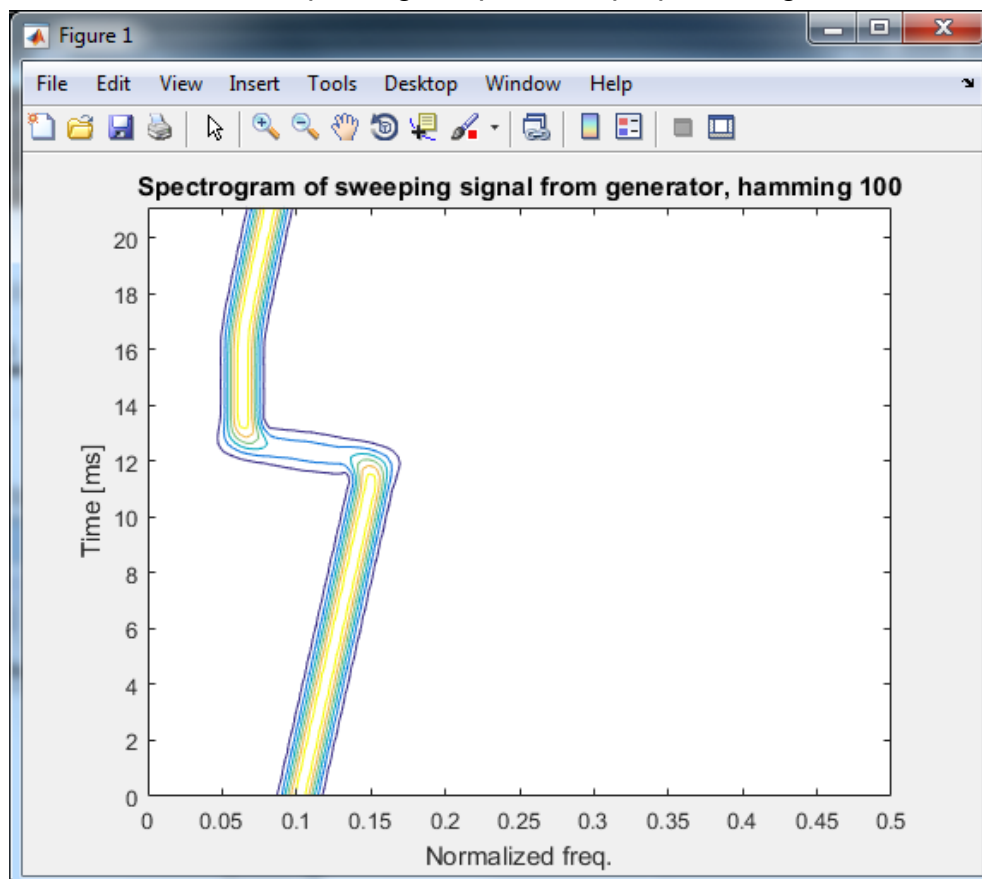 Figure 1
File Edit View Insert Tools Desktop Window Help
Spectrogram of sweeping signal from generator, hamming 100
20
18
16
14
12
10
8
6
4
2
0
Time [ms]
0 0.05 0.1 0.15 0.2 0.25 0.3 0.35 0.4 0.45 0.5
Normalized freq.